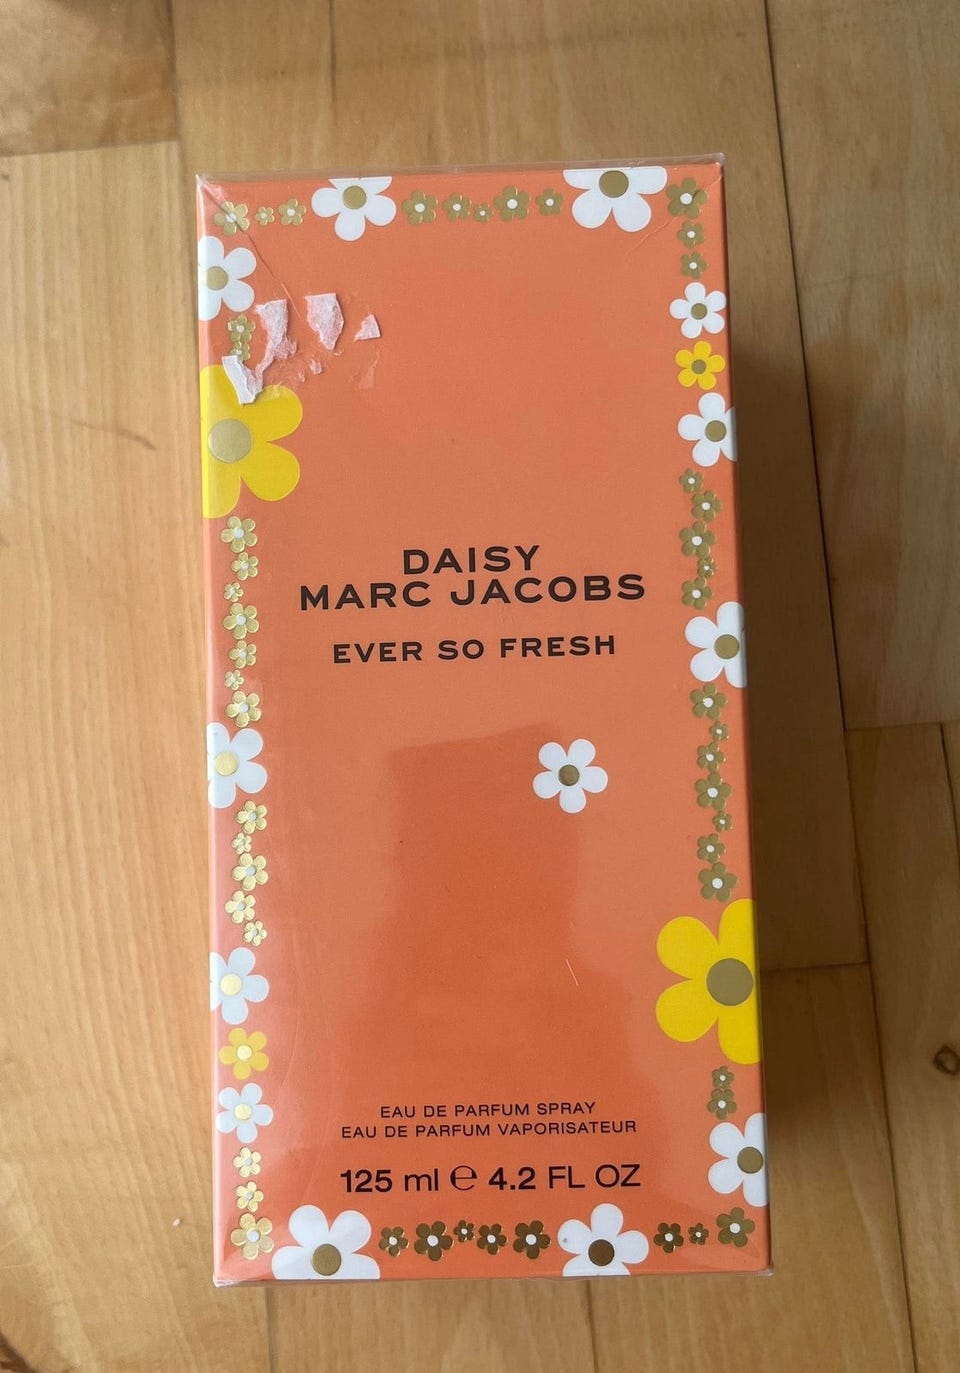 DAISY
MARC JACOBS
EVER SO FRESH
EAU DE PARFUM SPRAY
EAU DE PARFUM VAPORISATEUR
125 ml ℮ 4.2 FL OZ